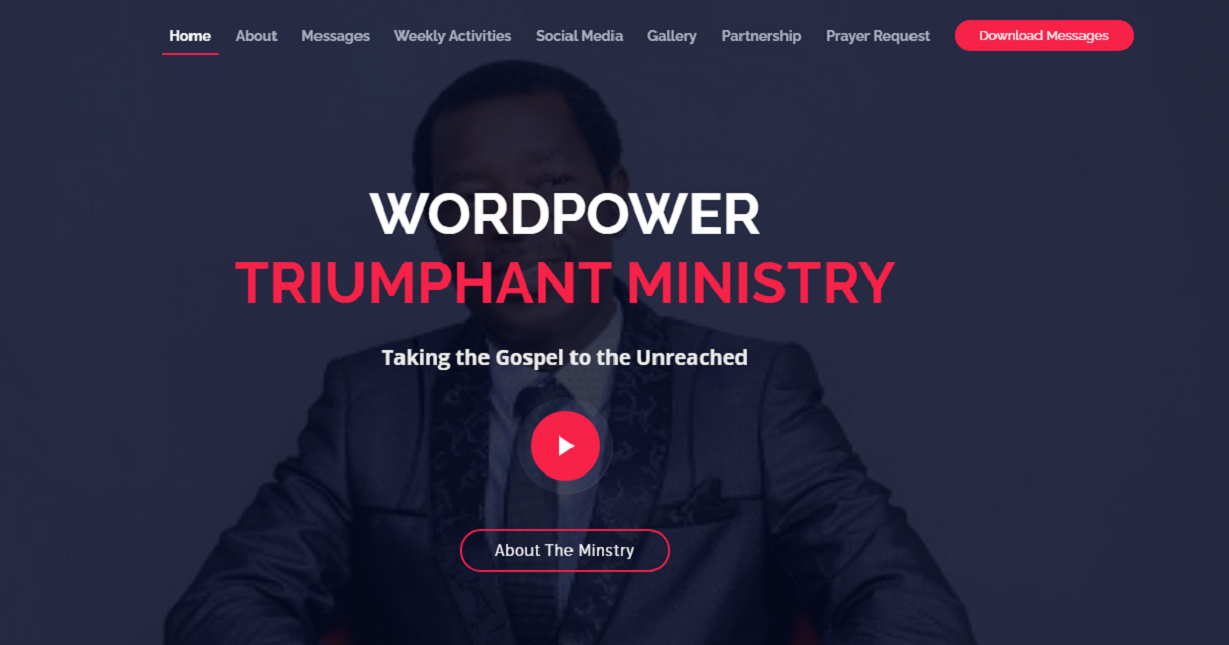 Home About Messages Weekly Activities Social Media Gallery Partnership Prayer Request Download Messages
WORDPOWER
TRIUMPHANT MINISTRY
Taking the Gospel to the Unreached
About The Minstry